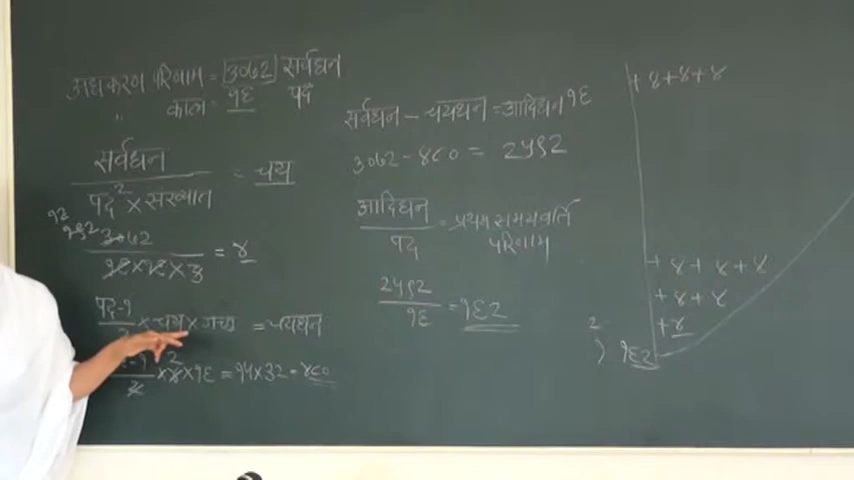 अधःकरण परिणाम = ३०७२ सर्वधन
" काल = १६ पद
सर्वधन / पद² × संख्यात = चय
३०७२ / १६ × १६ × ३ = ४
पद-१ / २ × चय × गच्छ = चयधन
-१ / २ × ४ × १६ = १५ × ३२ = ४८०
सर्वधन – चयधन = आदिधन १६
३०७२ - ४८० = २५९२
आदिधन / पद = प्रथम समयवर्ति परिणाम
२५९२ / १६ = १६२
+ ४ + ४ + ४
+ ४ + ४ + ४
+ ४ + ४
+ ४
१६२